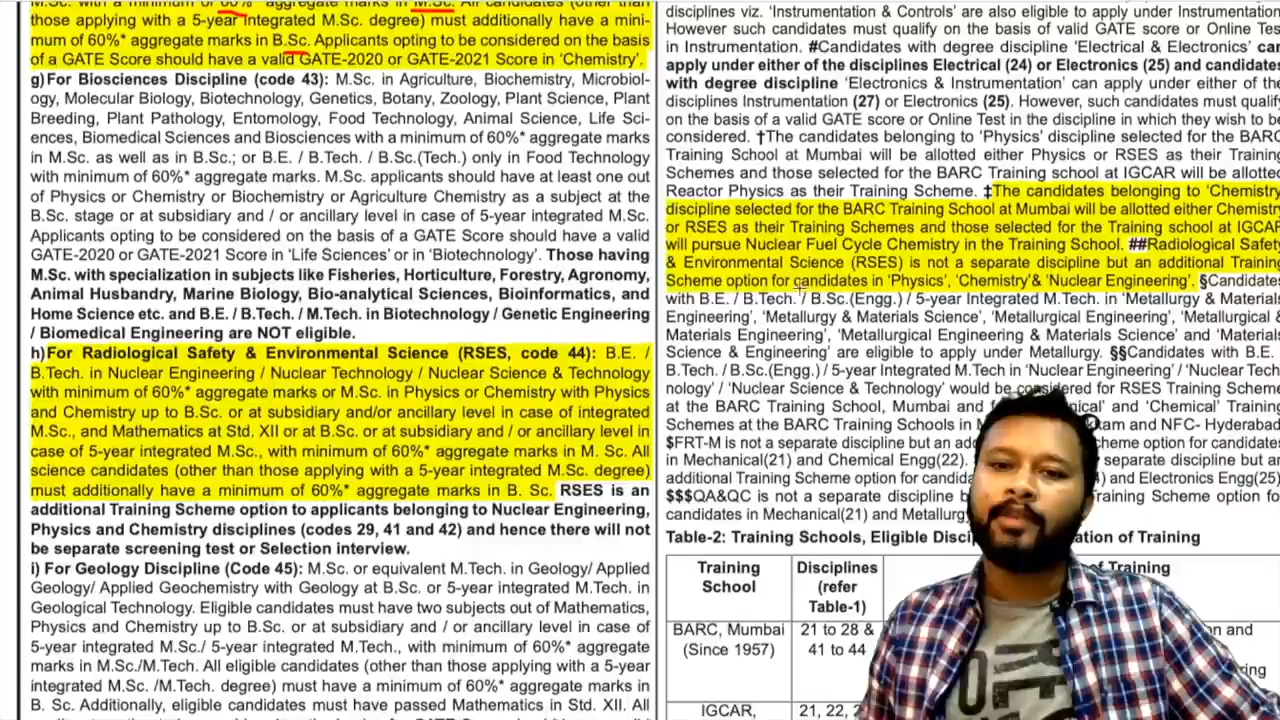 those applying with a 5-year Integrated M.Sc. degree) must additionally have a mini-
mum of 60%* aggregate marks in B.Sc. Applicants opting to be considered on the basis
of a GATE Score should have a valid GATE-2020 or GATE-2021 Score in 'Chemistry'.
g) For Biosciences Discipline (code 43): M.Sc. in Agriculture, Biochemistry, Microbiol-
ogy, Molecular Biology, Biotechnology, Genetics, Botany, Zoology, Plant Science, Plant
Breeding, Plant Pathology, Entomology, Food Technology, Animal Science, Life Sci-
ences, Biomedical Sciences and Biosciences with a minimum of 60%* aggregate marks
in M.Sc. as well as in B.Sc.; or B.E. / B.Tech. / B.Sc.(Tech.) only in Food Technology
with minimum of 60%* aggregate marks. M.Sc. applicants should have at least one out
of Physics or Chemistry or Biochemistry or Agriculture Chemistry as a subject at the
B.Sc. stage or at subsidiary and / or ancillary level in case of 5-year integrated M.Sc.
Applicants opting to be considered on the basis of a GATE Score should have a valid
GATE-2020 or GATE-2021 Score in 'Life Sciences' or in 'Biotechnology'. Those having
M.Sc. with specialization in subjects like Fisheries, Horticulture, Forestry, Agronomy,
Animal Husbandry, Marine Biology, Bio-analytical Sciences, Bioinformatics, and
Home Science etc. and B.E. / B.Tech. / M.Tech. in Biotechnology / Genetic Engineering
/ Biomedical Engineering are NOT eligible.
h) For Radiological Safety & Environmental Science (RSES, code 44): B.E. /
B.Tech. in Nuclear Engineering / Nuclear Technology / Nuclear Science & Technology
with minimum of 60%* aggregate marks or M.Sc. in Physics or Chemistry with Physics
and Chemistry up to B.Sc. or at subsidiary and/or ancillary level in case of integrated
M.Sc., and Mathematics at Std. XII or at B.Sc. or at subsidiary and / or ancillary level in
case of 5-year integrated M.Sc., with minimum of 60%* aggregate marks in M. Sc. All
science candidates (other than those applying with a 5-year integrated M.Sc. degree)
must additionally have a minimum of 60%* aggregate marks in B. Sc. RSES is an
additional Training Scheme option to applicants belonging to Nuclear Engineering,
Physics and Chemistry disciplines (codes 29, 41 and 42) and hence there will not
be separate screening test or Selection interview.
i) For Geology Discipline (Code 45): M.Sc. or equivalent M.Tech. in Geology/ Applied
Geology/ Applied Geochemistry with Geology at B.Sc. or 5-year integrated M.Tech. in
Geological Technology. Eligible candidates must have two subjects out of Mathematics,
Physics and Chemistry up to B.Sc. or at subsidiary and / or ancillary level in case of
5-year integrated M.Sc./ 5-year integrated M.Tech., with minimum of 60%* aggregate
marks in M.Sc./M.Tech. All eligible candidates (other than those applying with a 5-year
integrated M.Sc. /M.Tech. degree) must have a minimum of 60%* aggregate marks in
B. Sc. Additionally, eligible candidates must have passed Mathematics in Std. XII. All
disciplines viz. 'Instrumentation & Controls' are also eligible to apply under Instrumentation
However such candidates must qualify on the basis of valid GATE score or Online Test
in Instrumentation. #Candidates with degree discipline 'Electrical & Electronics' can
apply under either of the disciplines Electrical (24) or Electronics (25) and candidates
with degree discipline 'Electronics & Instrumentation' can apply under either of the
disciplines Instrumentation (27) or Electronics (25). However, such candidates must qualify
on the basis of a valid GATE score or Online Test in the discipline in which they wish to be
considered. †The candidates belonging to 'Physics' discipline selected for the BARC
Training School at Mumbai will be allotted either Physics or RSES as their Training
Schemes and those selected for the BARC Training school at IGCAR will be allotted
Reactor Physics as their Training Scheme. ‡The candidates belonging to 'Chemistry
discipline selected for the BARC Training School at Mumbai will be allotted either Chemistry
or RSES as their Training Schemes and those selected for the Training school at IGCAR
will pursue Nuclear Fuel Cycle Chemistry in the Training School. ##Radiological Safety
& Environmental Science (RSES) is not a separate discipline but an additional Training
Scheme option for candidates in 'Physics', 'Chemistry'& 'Nuclear Engineering'. §Candidates
with B.E. / B.Tech. / B.Sc.(Engg.) / 5-year Integrated M.Tech. in 'Metallurgy & Materials
Engineering', 'Metallurgy & Materials Science', 'Metallurgical Engineering', 'Metallurgical &
Materials Engineering', 'Metallurgical Engineering & Materials Science' and 'Materials
Science & Engineering' are eligible to apply under Metallurgy. §§Candidates with B.E.
B.Tech. / B.Sc.(Engg.) / 5-year Integrated M.Tech in 'Nuclear Engineering' / 'Nuclear Tech
nology' / 'Nuclear Science & Technology' would be considered for RSES Training Scheme
at the BARC Training School, Mumbai and and 'Chemical' Training
Schemes at the BARC Training Schools in and NFC- Hyderabad
$FRT-M is not a separate discipline but an scheme option for candidates
in Mechanical(21) and Chemical Engg(22). separate discipline but an
additional Training Scheme option for and Electronics Engg(25)
$$$QA&QC is not a separate discipline Training Scheme option for
candidates in Mechanical(21) and
Table-2: Training Schools, Eligible of Training
Training School Disciplines (refer Table-1) of Training
BARC, Mumbai (Since 1957) 21 to 28 & 41 to 44 and
IGCAR, 21, 22,